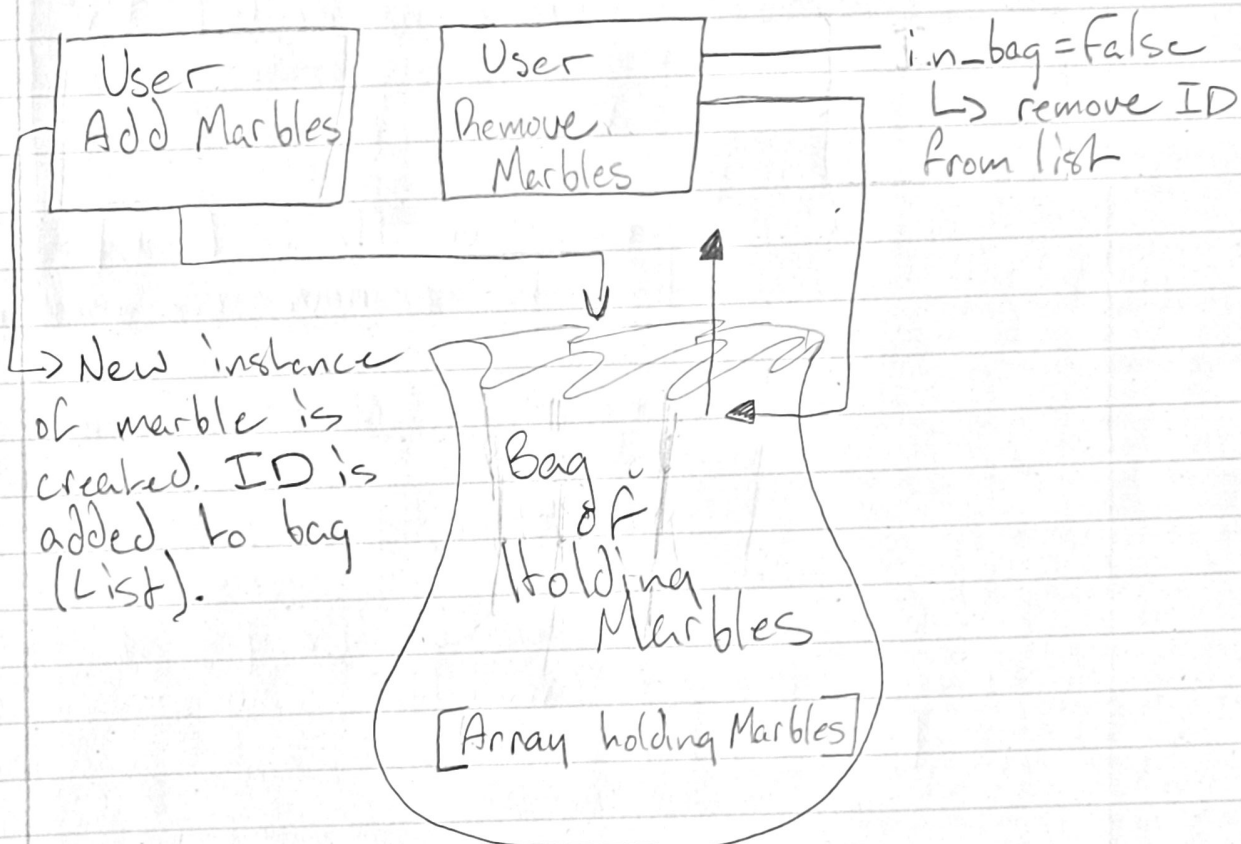 User
Add Marbles
User
Remove
Marbles
in_bag = False
↳ remove ID
from list
→ New instance
of marble is
created. ID is
added to bag
(List).
Bag
of
Holding
Marbles
[Array holding Marbles]